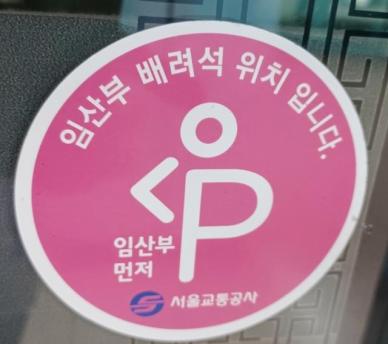 임산부 배려석 위치 입니다.
임산부
먼저
서울교통공사